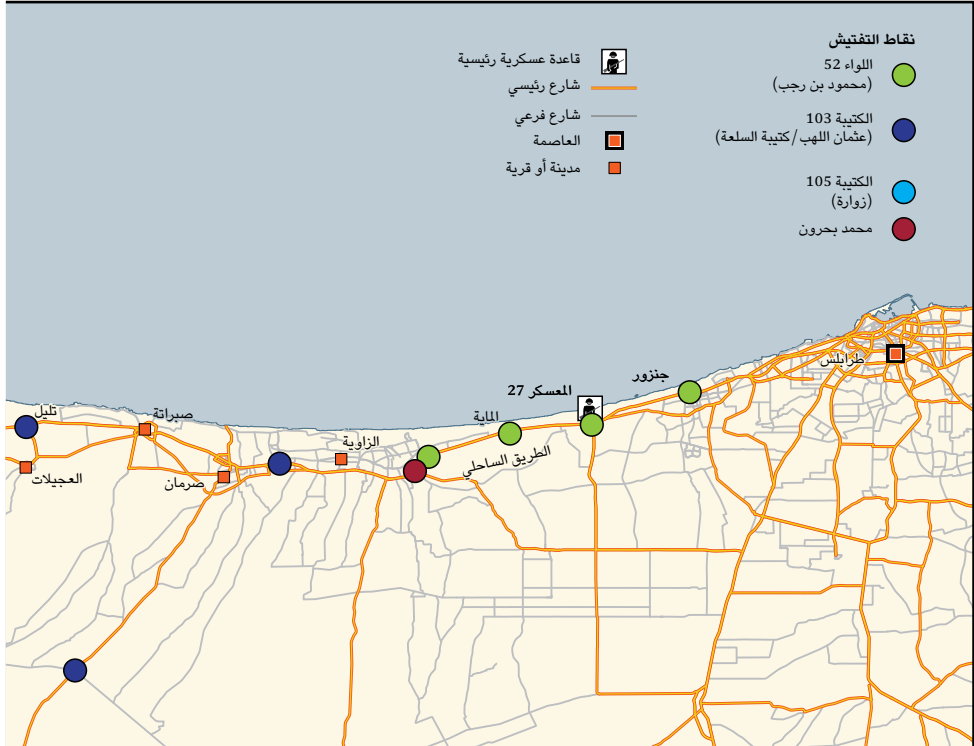 نقاط التفتيش
اللواء 52
(محمود بن رجب)
الكتيبة 103
(عثمان اللهب/كتيبة السلعة)
الكتيبة 105
(زوارة)
محمد بحرون
قاعدة عسكرية رئيسية
شارع رئيسي
شارع فرعي
العاصمة
مدينة أو قرية
طرابلس
جنزور
المعسكر 27
الماية
الطريق الساحلي
الزاوية
صرمان
صبراتة
تليل
العجيلات